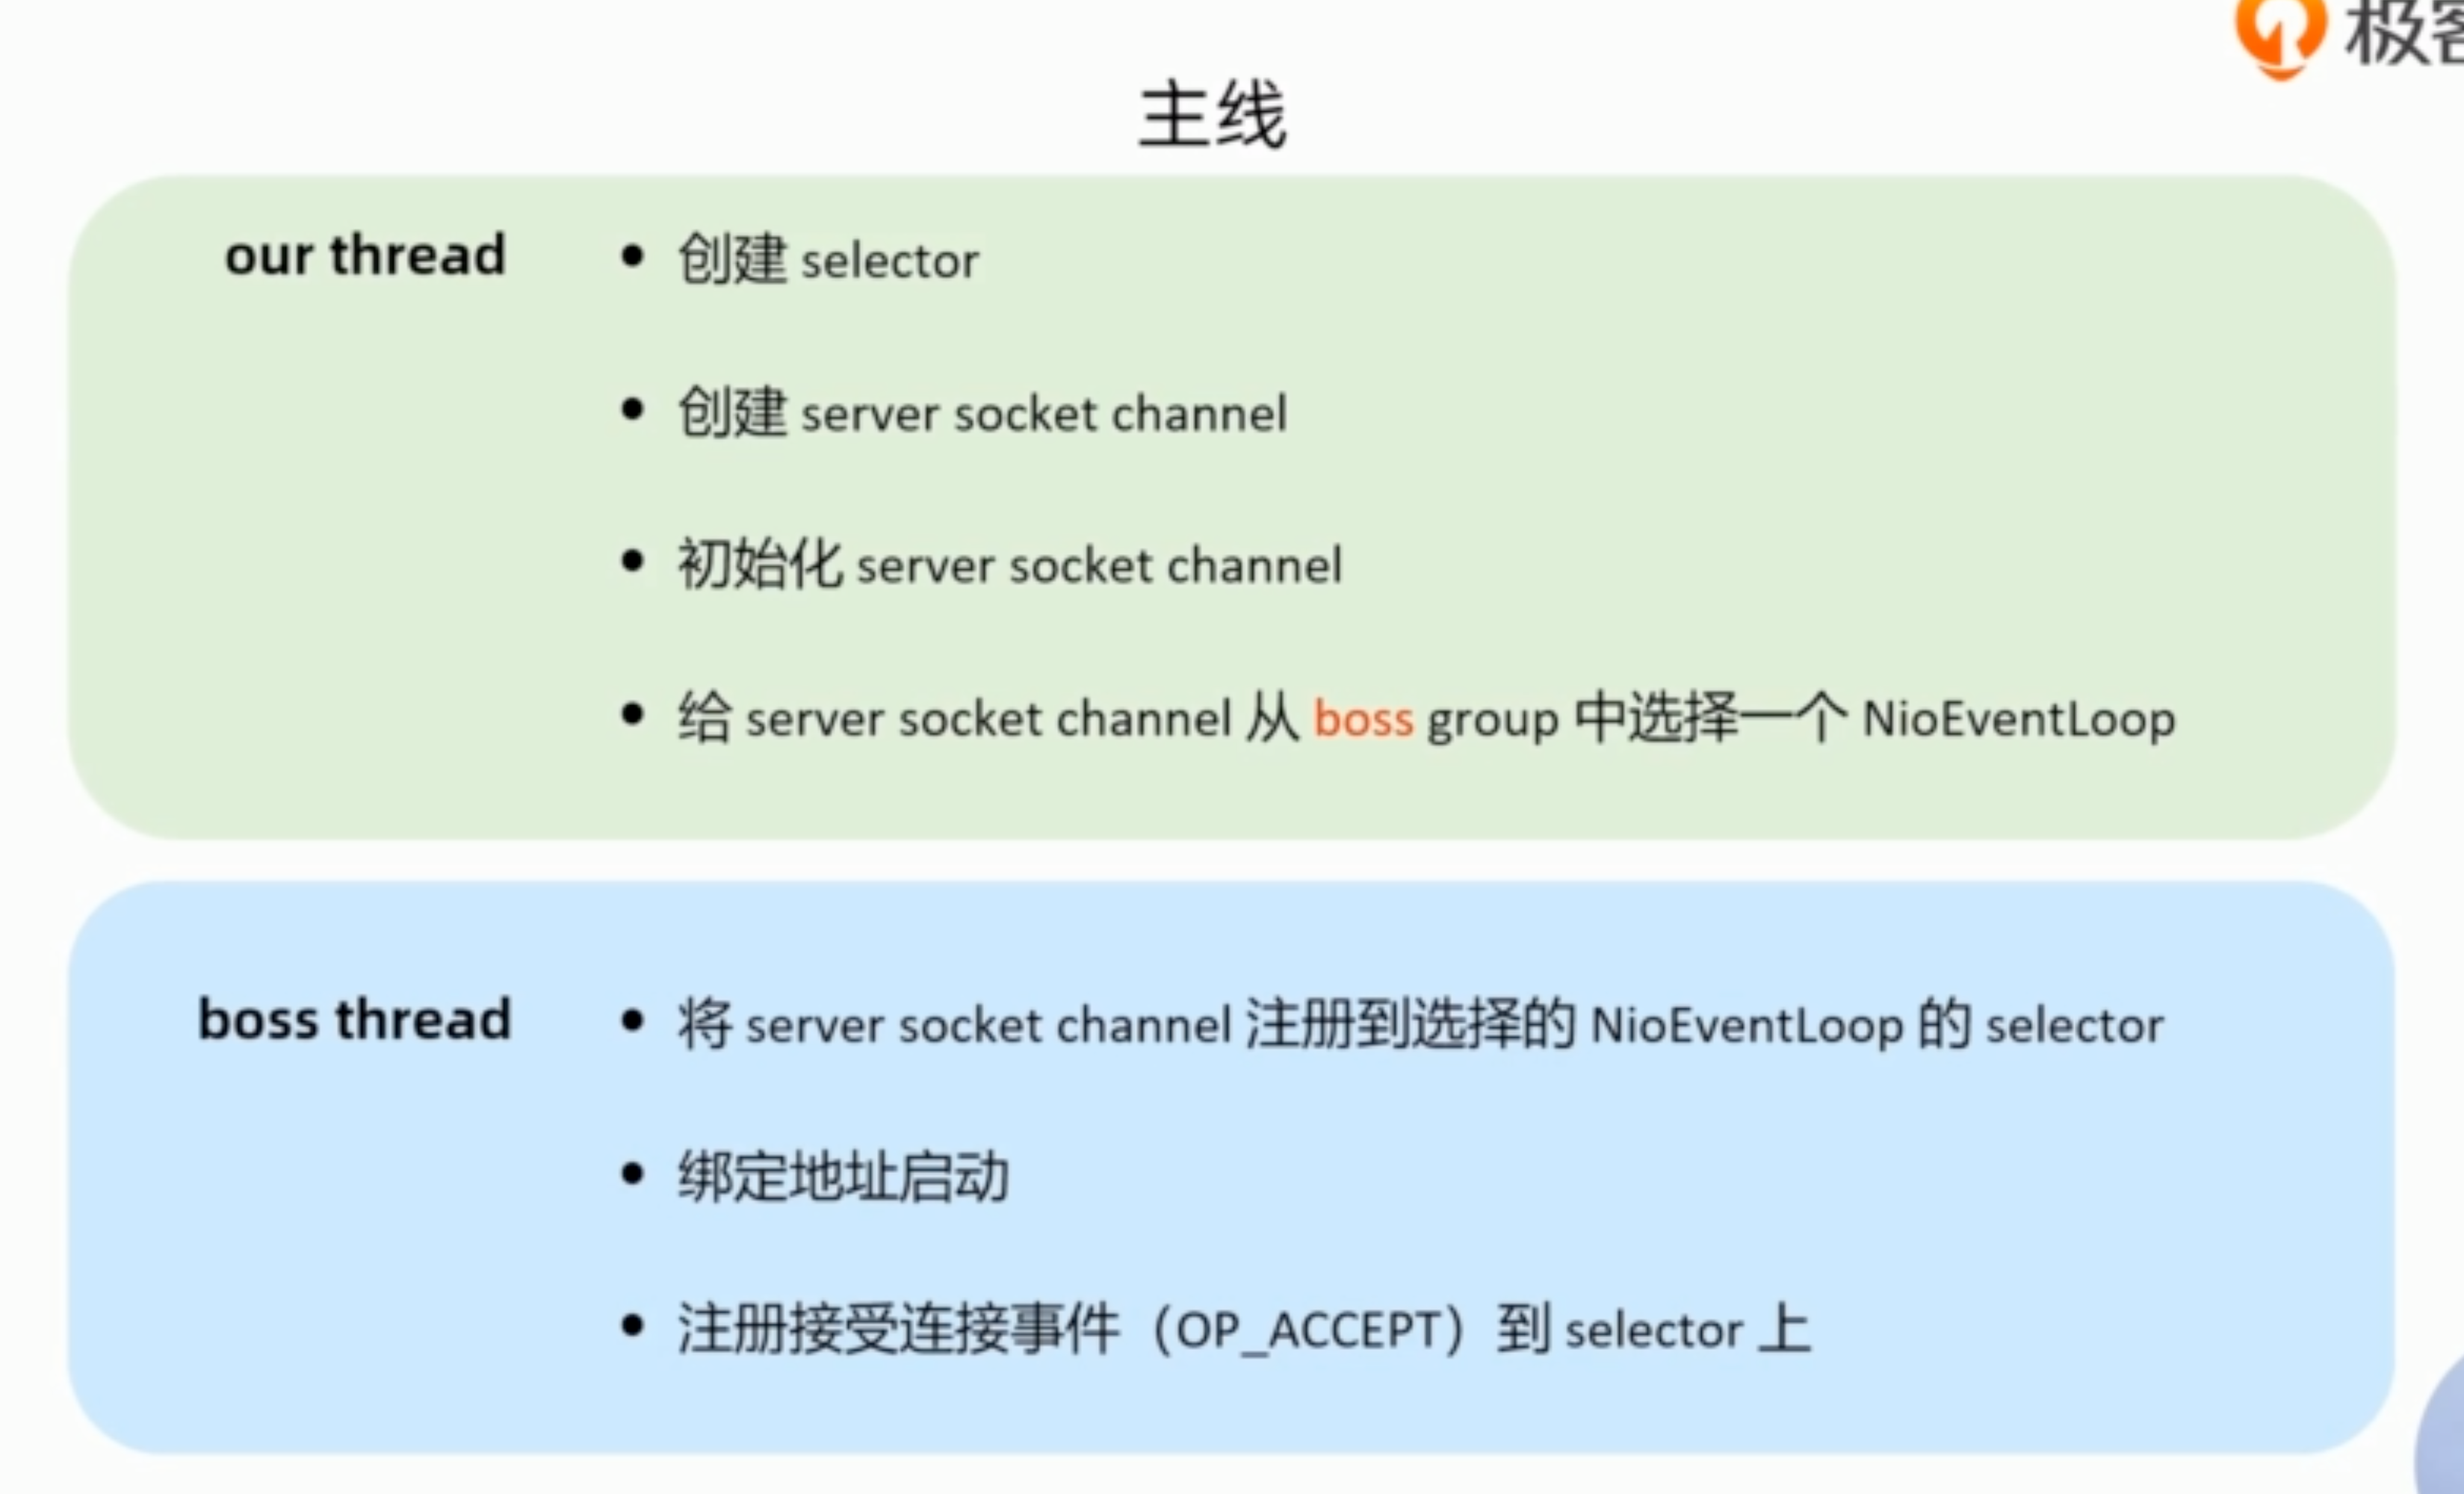 极客
主线
our thread
• 创建 selector
• 创建 server socket channel
• 初始化 server socket channel
• 给 server socket channel 从 boss group 中选择一个 NioEventLoop
boss thread
• 将 server socket channel 注册到选择的 NioEventLoop 的 selector
• 绑定地址启动
• 注册接受连接事件（OP_ACCEPT）到 selector 上